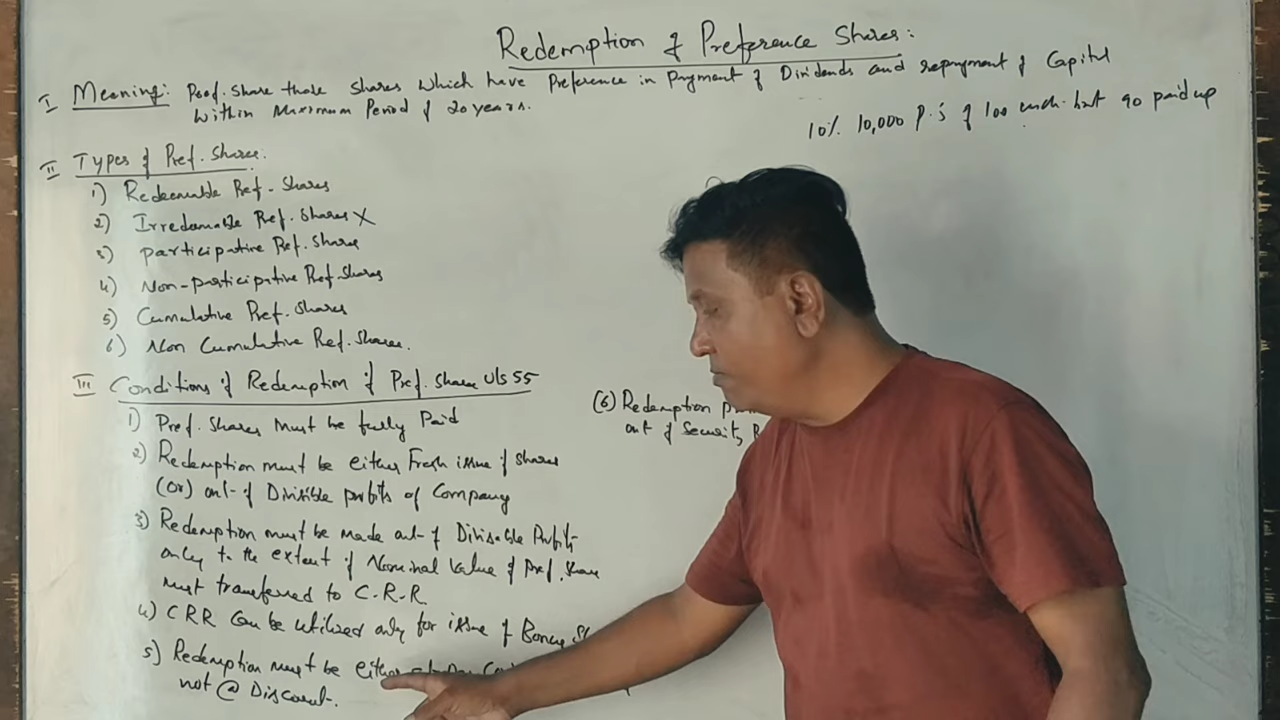 Redemption of Preference Shares:
I Meaning: Pref. Share those Shares which have Preference in Payment of Dividends and repayment of Capital
within Maximum Period of 20 years.
10% 10,000 P.S of 100 each but 90 paid up
II Types of Pref. Shares:
1) Redeemable Pref. Shares
2) Irredamable Pref. Shares X
3) Participative Pref. Shares
4) Non-participative Pref. Shares
5) Cumulative Pref. Shares
6) Non Cumulative Pref. Shares.
III Conditions of Redemption of Pref. Share U/s 55
1) Pref. Shares Must be fully Paid
2) Redemption must be either Fresh issue of shares
(or) out of Divisible profits of Company
3) Redemption must be made out of Divisable Profits
only to the extent of Nominal Value of Pref. Share
must transferred to C.R.R.
4) CRR Can be utilized only for issue of Bonus
5) Redemption must be either at
not @ Discount.
(6) Redemption
out of Security